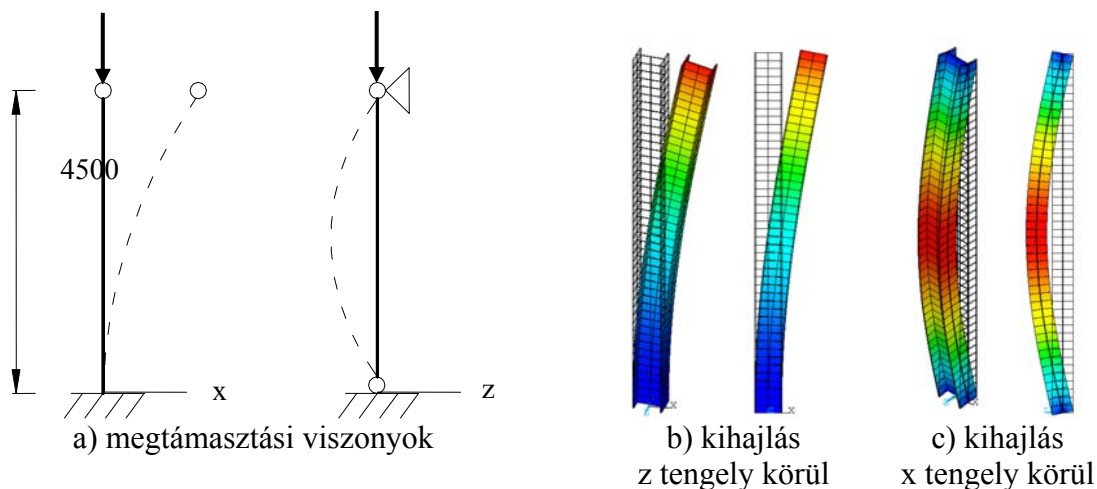 4500
x
z
a) megtámasztási viszonyok
b) kihajlás
z tengely körül
c) kihajlás
x tengely körül
x
x